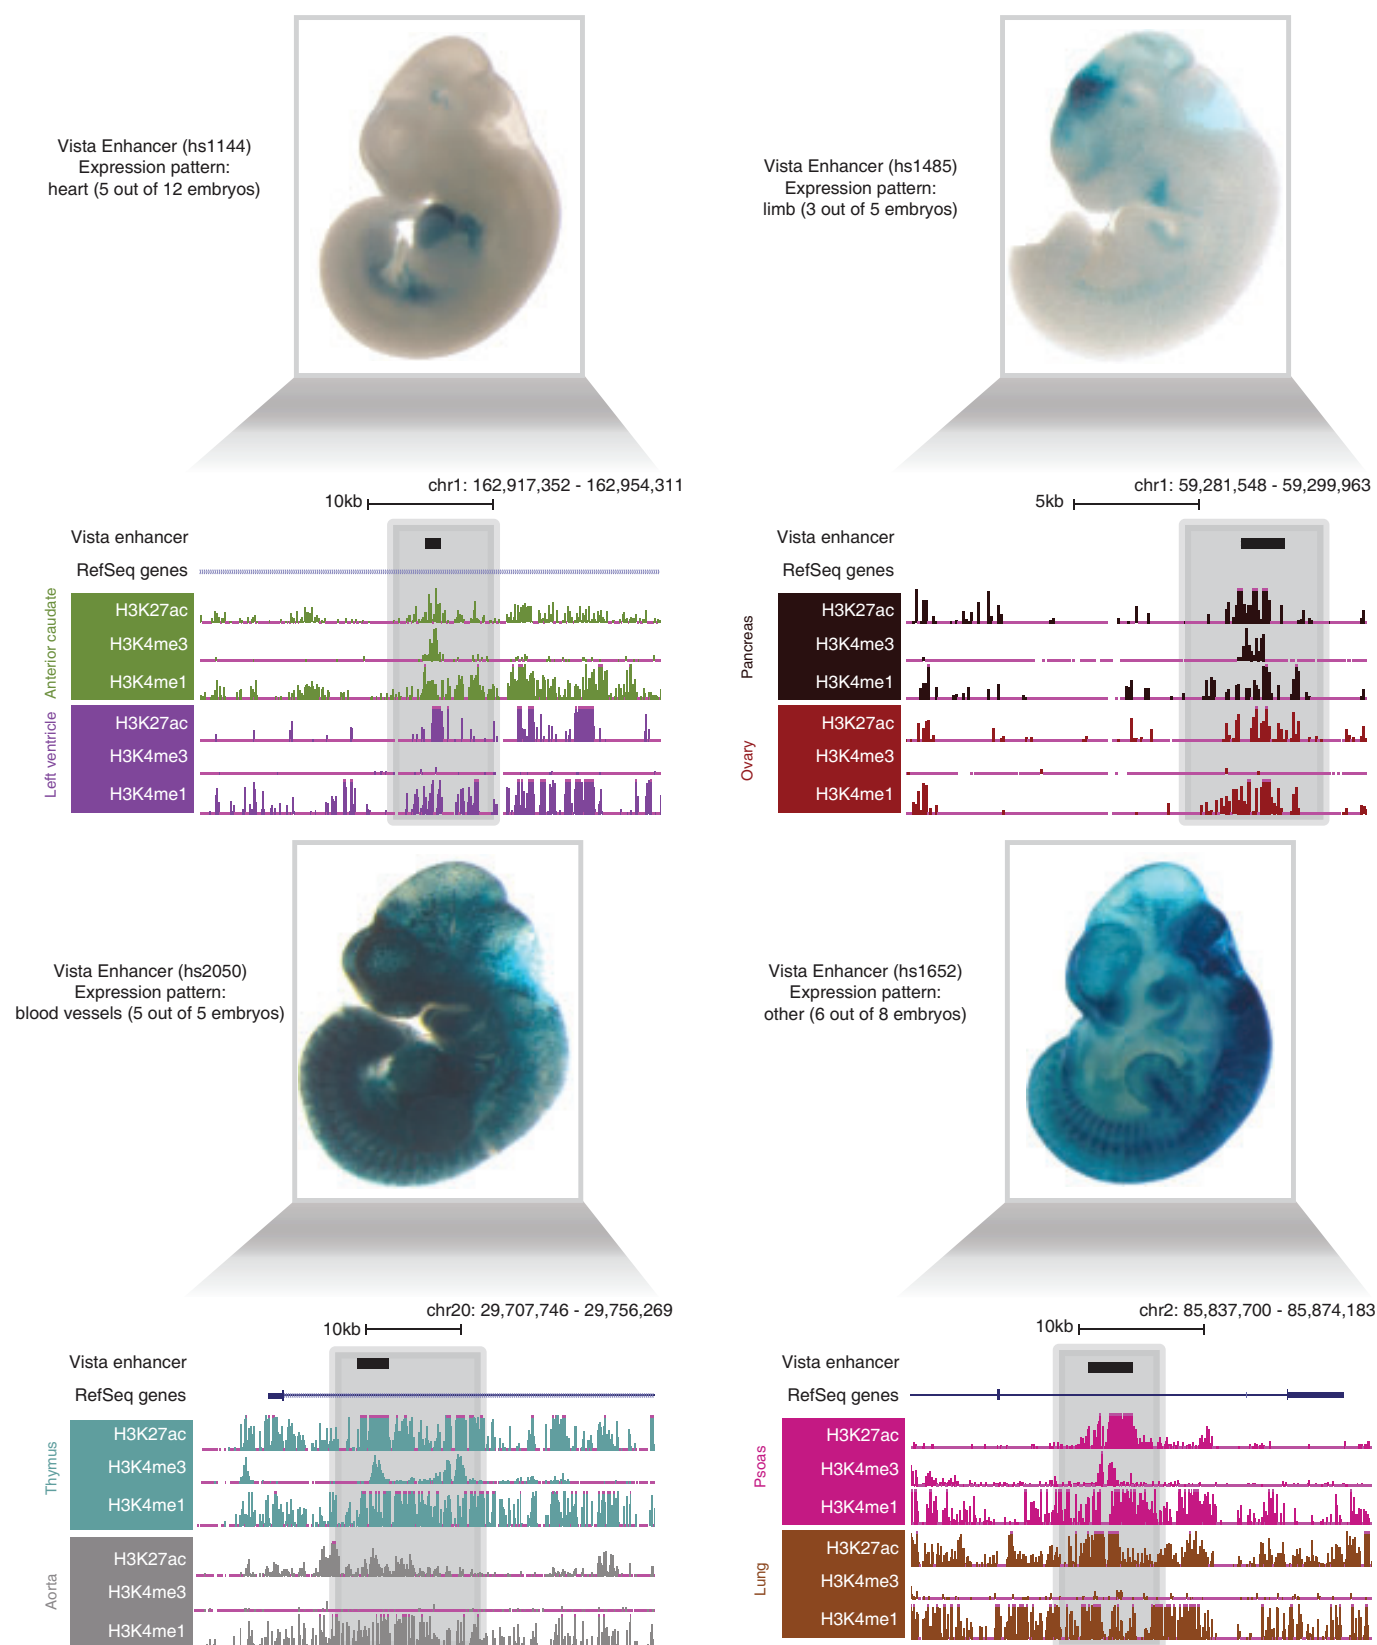 Vista Enhancer (hs1144)
Expression pattern:
heart (5 out of 12 embryos)
chr1: 162,917,352 - 162,954,311
10kb
Vista enhancer
RefSeq genes
Anterior caudate
H3K27ac
H3K4me3
H3K4me1
Left ventricle
H3K27ac
H3K4me3
H3K4me1
Vista Enhancer (hs1485)
Expression pattern:
limb (3 out of 5 embryos)
chr1: 59,281,548 - 59,299,963
5kb
Vista enhancer
RefSeq genes
Pancreas
H3K27ac
H3K4me3
H3K4me1
Ovary
H3K27ac
H3K4me3
H3K4me1
Vista Enhancer (hs2050)
Expression pattern:
blood vessels (5 out of 5 embryos)
chr20: 29,707,746 - 29,756,269
10kb
Vista enhancer
RefSeq genes
Thymus
H3K27ac
H3K4me3
H3K4me1
Aorta
H3K27ac
H3K4me3
H3K4me1
Vista Enhancer (hs1652)
Expression pattern:
other (6 out of 8 embryos)
chr2: 85,837,700 - 85,874,183
10kb
Vista enhancer
RefSeq genes
Psoas
H3K27ac
H3K4me3
H3K4me1
Lung
H3K27ac
H3K4me3
H3K4me1